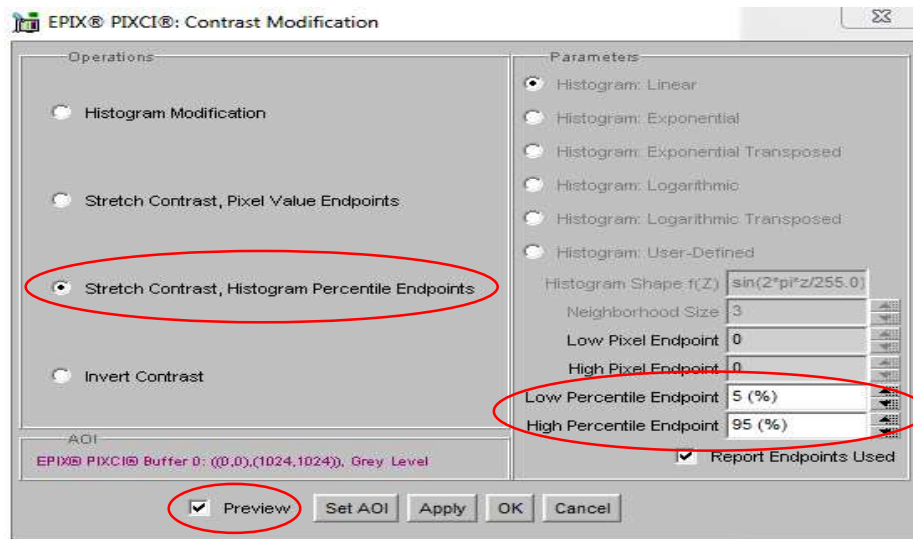 EPIX® PIXCI®: Contrast Modification
Operations
Histogram Modification
Stretch Contrast, Pixel Value Endpoints
Stretch Contrast, Histogram Percentile Endpoints
Invert Contrast
AOI
EPIX® PIXCI® Buffer 0: ((0,0),(1024,1024)), Grey Level
Parameters
Histogram: Linear
Histogram: Exponential
Histogram: Exponential Transposed
Histogram: Logarithmic
Histogram: Logarithmic Transposed
Histogram: User-Defined
Histogram Shape f(Z) sin(2*pi*z/255.0)
Neighborhood Size 3
Low Pixel Endpoint 0
High Pixel Endpoint 0
Low Percentile Endpoint 5 (%)
High Percentile Endpoint 95 (%)
Report Endpoints Used
Preview Set AOI Apply OK Cancel